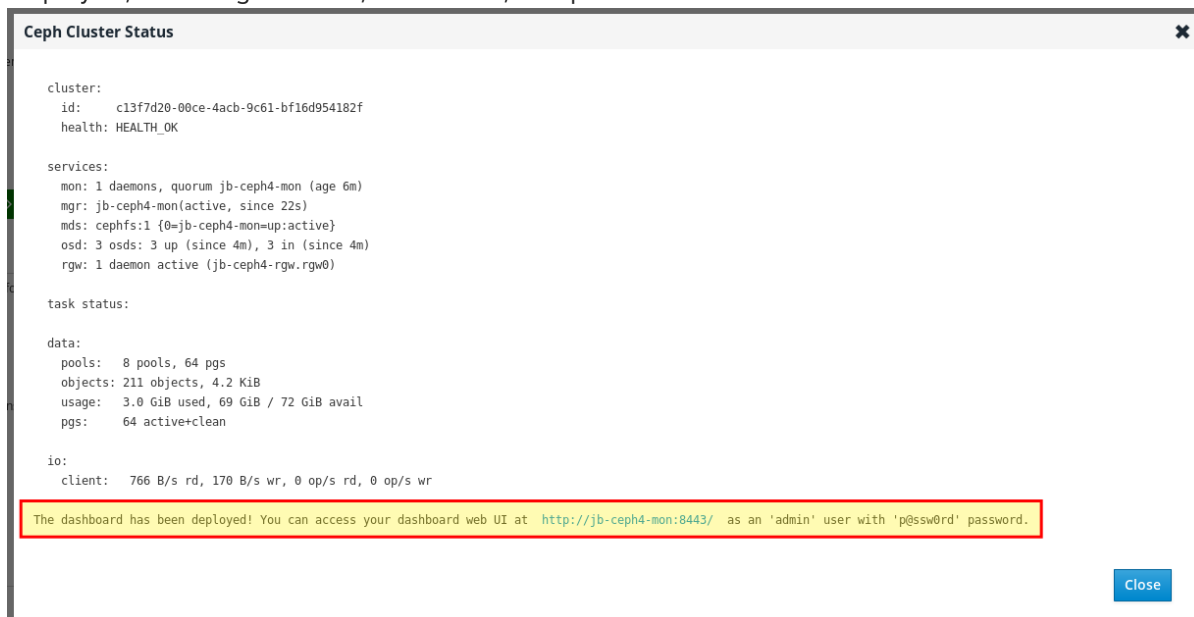 Ceph Cluster Status
cluster:
id: c13f7d20-00ce-4acb-9c61-bf16d954182f
health: HEALTH_OK
services:
mon: 1 daemons, quorum jb-ceph4-mon (age 6m)
mgr: jb-ceph4-mon(active, since 22s)
mds: cephfs:1 {0=jb-ceph4-mon=up:active}
osd: 3 osds: 3 up (since 4m), 3 in (since 4m)
rgw: 1 daemon active (jb-ceph4-rgw.rgw0)
task status:
data:
pools: 8 pools, 64 pgs
objects: 211 objects, 4.2 KiB
usage: 3.0 GiB used, 69 GiB / 72 GiB avail
pgs: 64 active+clean
io:
client: 766 B/s rd, 170 B/s wr, 0 op/s rd, 0 op/s wr
The dashboard has been deployed! You can access your dashboard web UI at http://jb-ceph4-mon:8443/ as an 'admin' user with 'p@ssw0rd' password.
Close